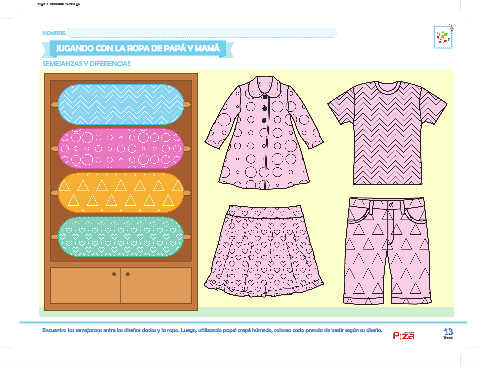 NOMBRE:
JUGANDO CON LA ROPA DE PAPÁ Y MAMÁ
SEMEJANZAS Y DIFERENCIAS
Encuentra las semejanzas entre los diseños dados y la ropa. Luego, utilizando papel crepé húmedo, colorea cada prenda de vestir según su diseño.
13